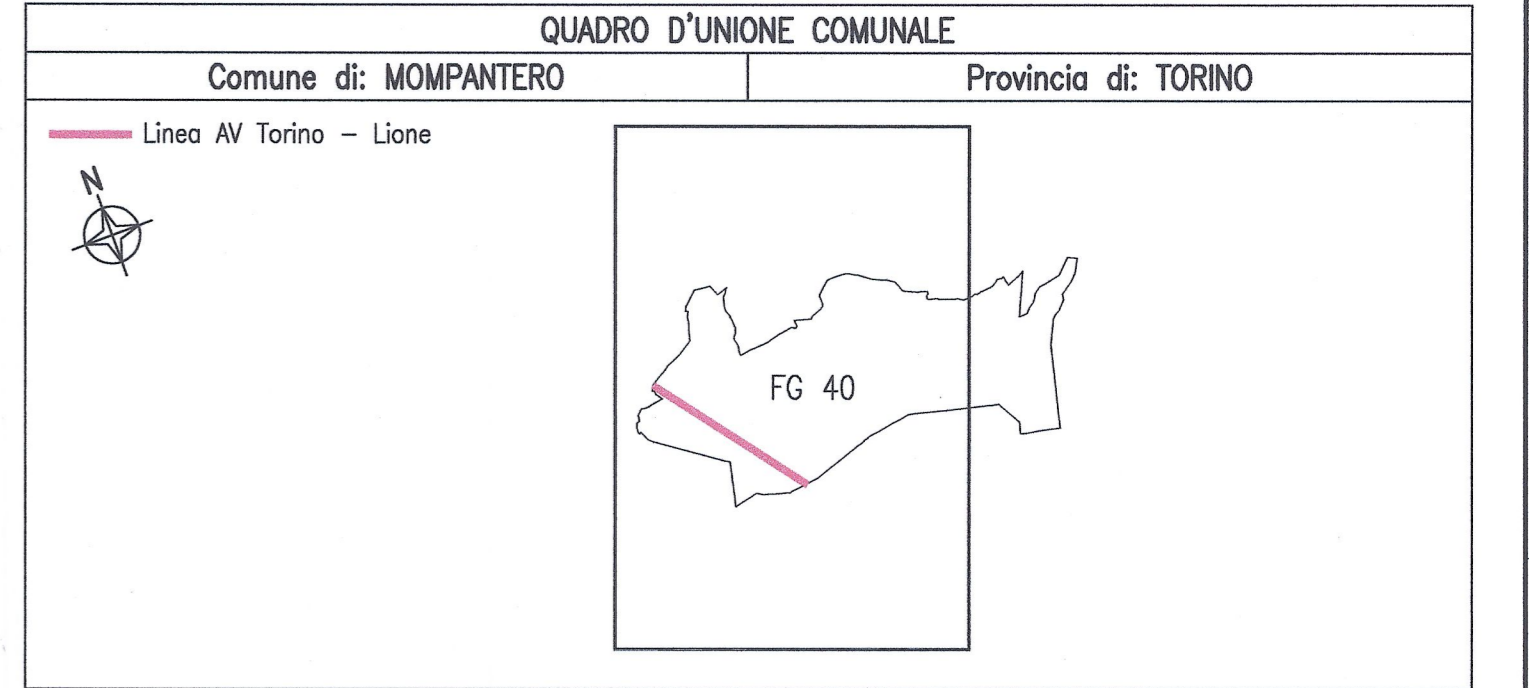 QUADRO D'UNIONE COMUNALE
Comune di: MOMPANTERO
Provincia di: TORINO
Linea AV Torino – Lione
N
FG 40